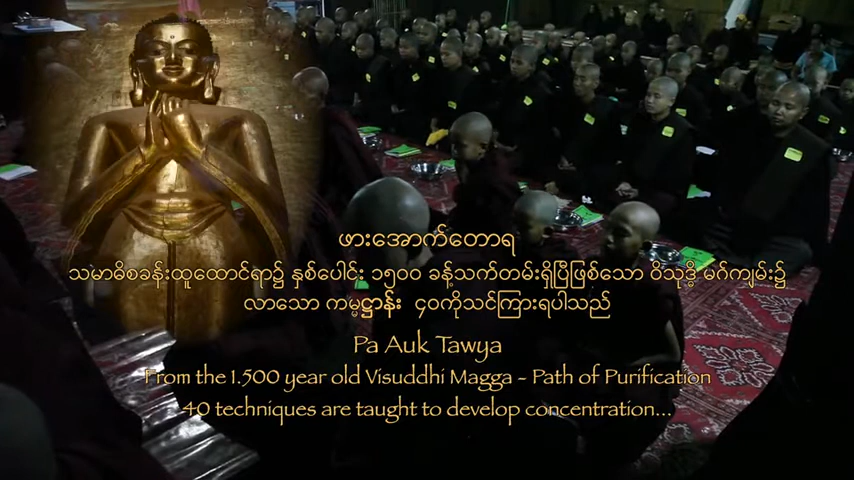 ဖားအောက်တောရ
သမာဓိစခန်းထူထောင်ရာ၌ နှစ်ပေါင်း ၁၅၀၀ ခန့်သက်တမ်းရှိပြီဖြစ်သော ဝိသုဒ္ဓိ မဂ်ကျမ်း၌
လာသော ကမ္မဋ္ဌာန်း ၄၀ကိုသင်ကြားရပါသည်
Pa Auk Tawya
From the 1.500 year old Visuddhi Magga - Path of Purification
40 techniques are taught to develop concentration...